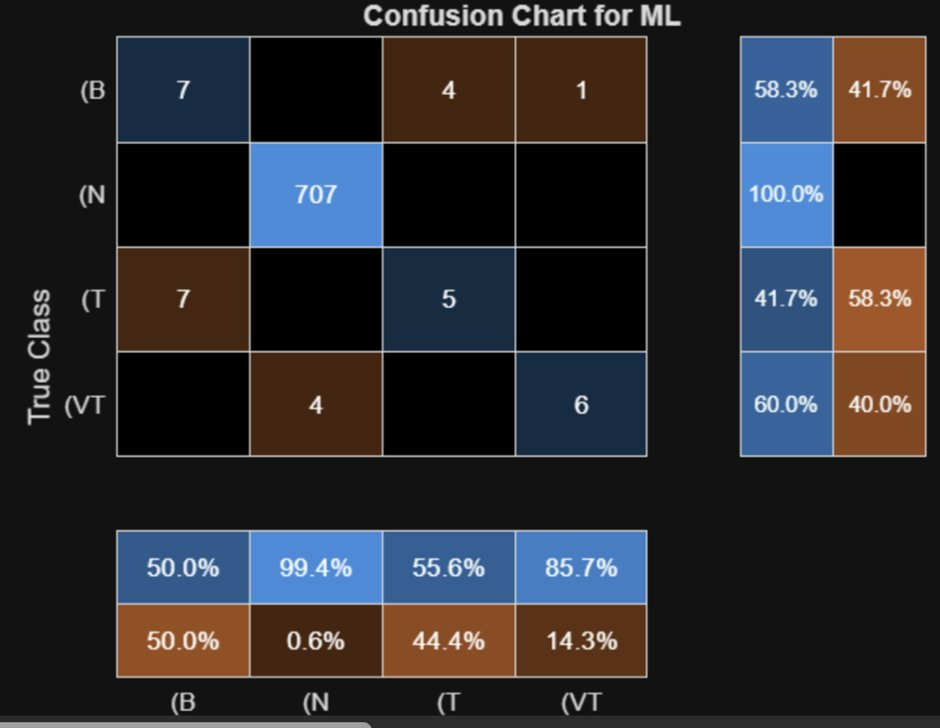 Confusion Chart for ML
True Class
(B 7 4 1 58.3% 41.7%
(N 707 100.0%
(T 7 5 41.7% 58.3%
(VT 4 6 60.0% 40.0%
50.0% 99.4% 55.6% 85.7%
50.0% 0.6% 44.4% 14.3%
(B (N (T (VT